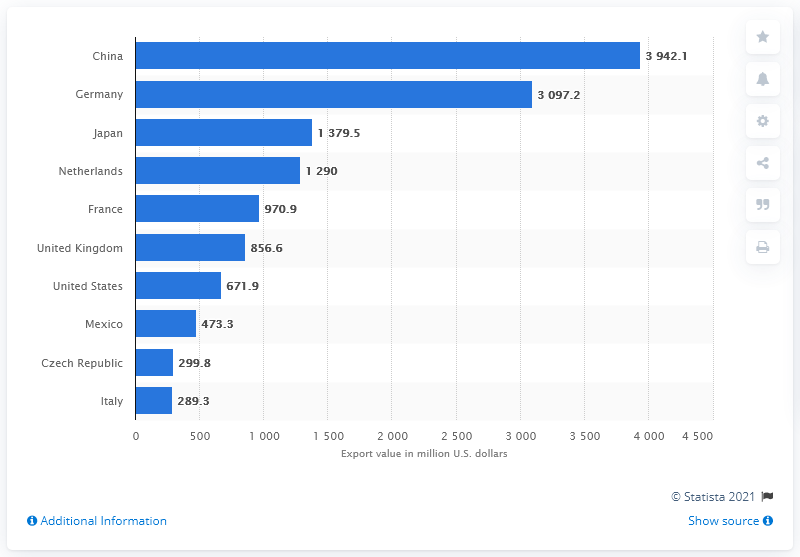 China 3 942.1
Germany 3 097.2
Japan 1 379.5
Netherlands 1 290
France 970.9
United Kingdom 856.6
United States 671.9
Mexico 473.3
Czech Republic 299.8
Italy 289.3
0 500 1 000 1 500 2 000 2 500 3 000 3 500 4 000 4 500
Export value in million U.S. dollars
© Statista 2021
Additional Information Show source